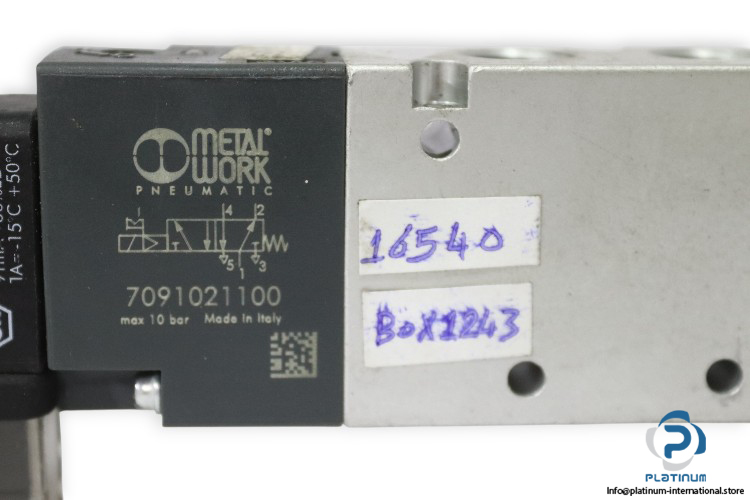 METAL®
WORK
PNEUMATIC
4 2
5 3
1
7091021100
max 10 bar Made in Italy
1A=-15°C +50°C
16540
Box1243
PLATINUM
Info@platinum-international.store